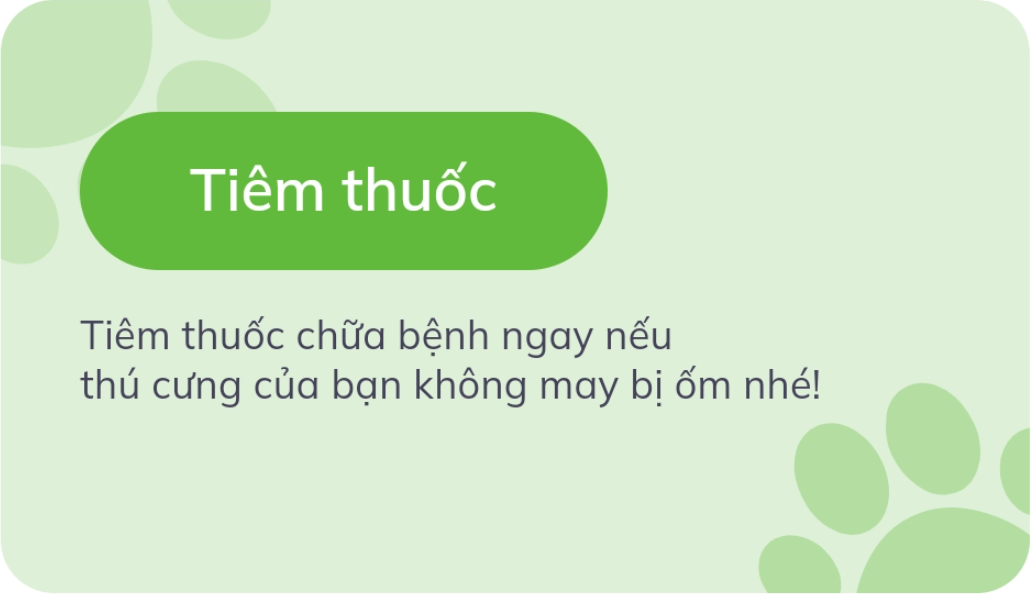 Tiêm thuốc
Tiêm thuốc chữa bệnh ngay nếu
thú cưng của bạn không may bị ốm nhé!